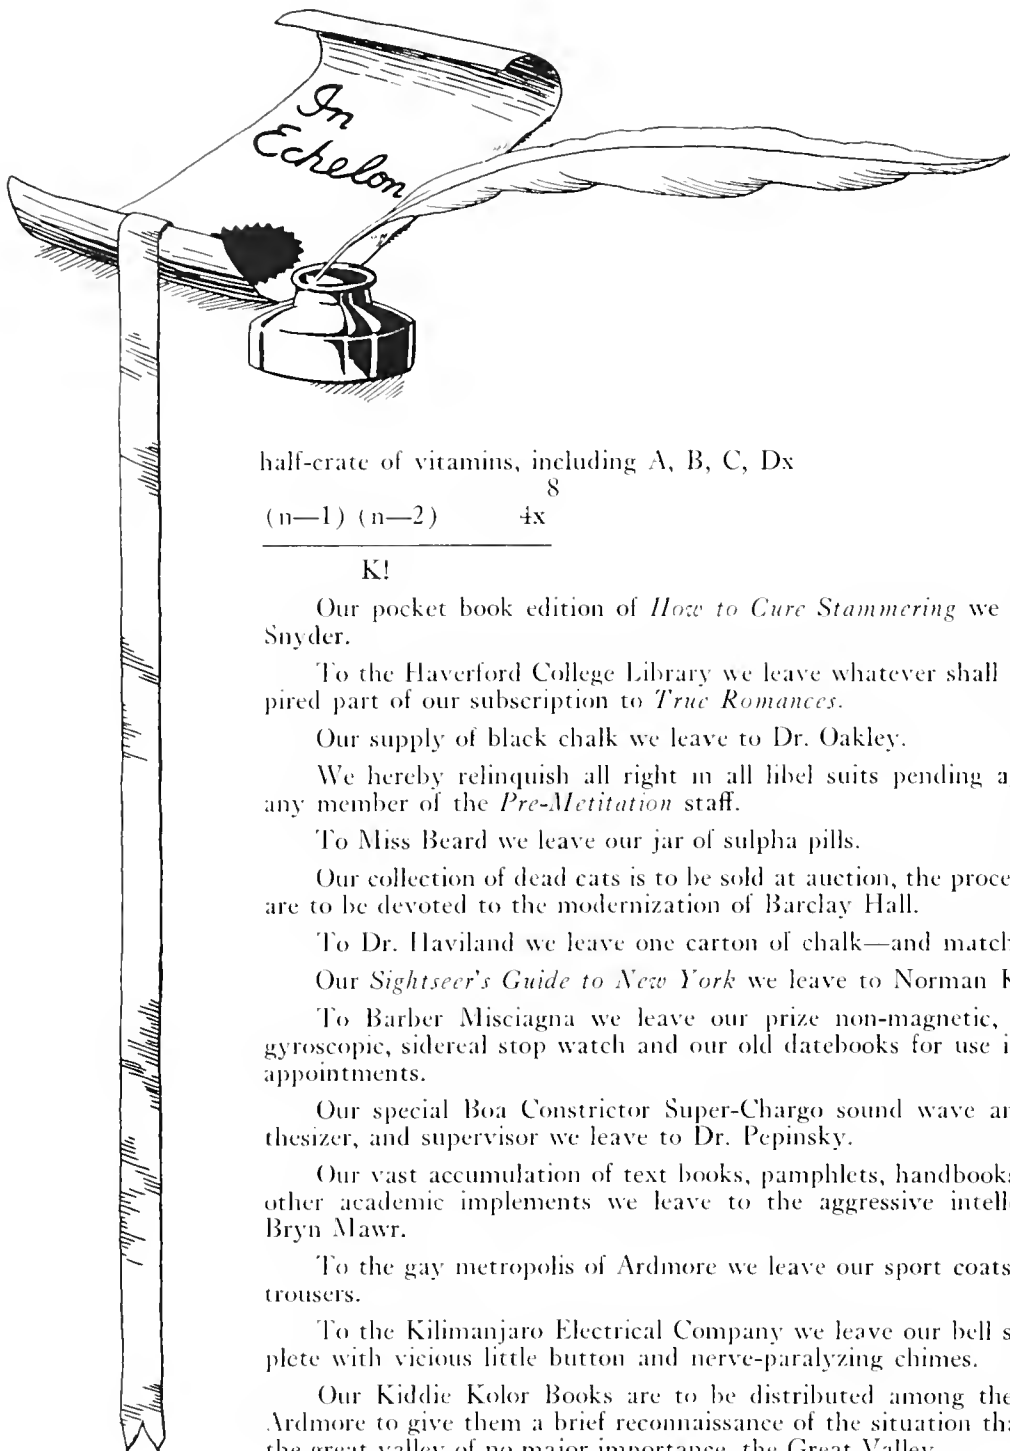 In
Echelon
half-crate of vitamins, including A, B, C, Dx
8
(n—1) (n—2) 4x
K!
Our pocket book edition of How to Cure Stammering we
Snyder.
To the Haverford College Library we leave whatever shall
pired part of our subscription to True Romances.
Our supply of black chalk we leave to Dr. Oakley.
We hereby relinquish all right in all libel suits pending a
any member of the Pre-Metitation staff.
To Miss Beard we leave our jar of sulpha pills.
Our collection of dead cats is to be sold at auction, the proce
are to be devoted to the modernization of Barclay Hall.
To Dr. Haviland we leave one carton of chalk—and match
Our Sightseer's Guide to New York we leave to Norman K
To Barber Misciagna we leave our prize non-magnetic,
gyroscopic, sidereal stop watch and our old datebooks for use i
appointments.
Our special Boa Constrictor Super-Chargo sound wave an
thesizer, and supervisor we leave to Dr. Pepinsky.
Our vast accumulation of text books, pamphlets, handbooks
other academic implements we leave to the aggressive intell
Bryn Mawr.
To the gay metropolis of Ardmore we leave our sport coats
trousers.
To the Kilimanjaro Electrical Company we leave our bell s
plete with vicious little button and nerve-paralyzing chimes.
Our Kiddie Kolor Books are to be distributed among the
Ardmore to give them a brief reconnaissance of the situation tha
the great valley of no major importance, the Great Valley